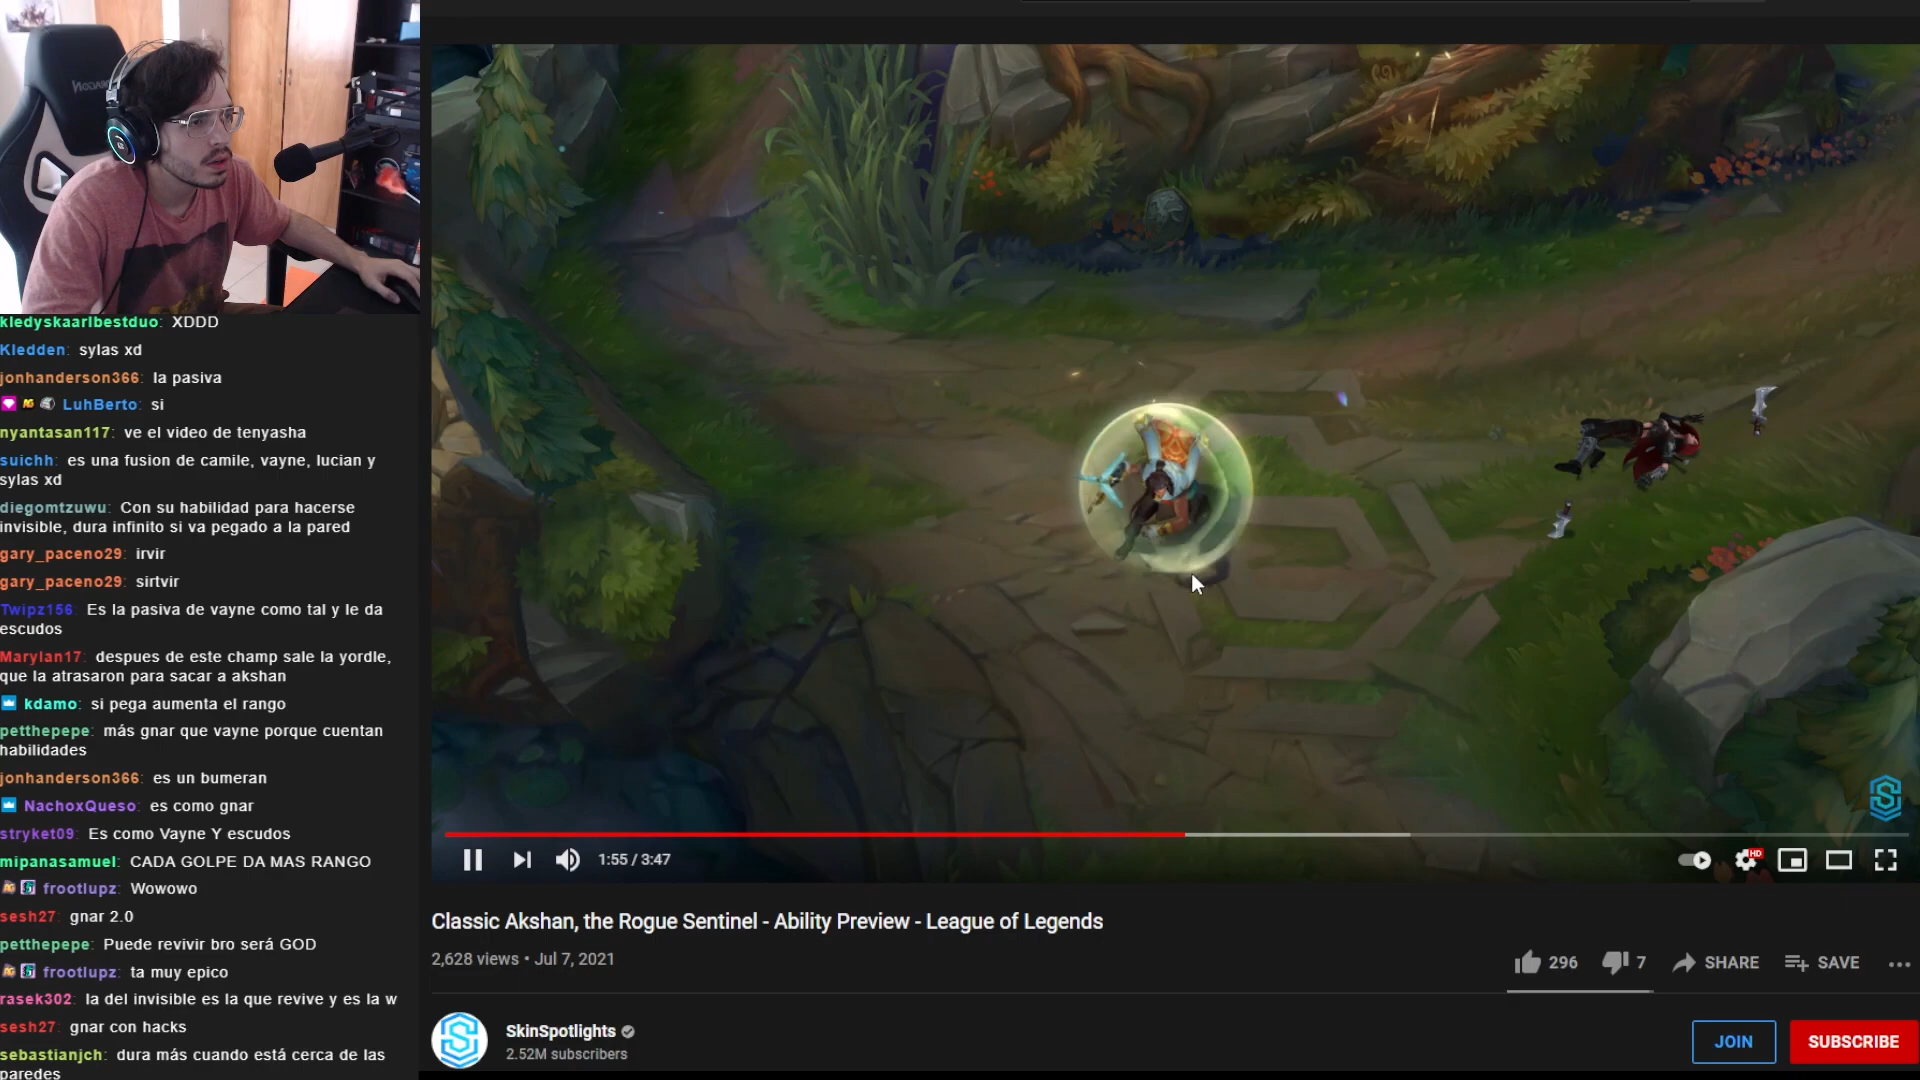 kledyskaarlbestduo: XDDD
Kledden: sylas xd
jonhanderson366: la pasiva
LuhBerto: si
nyantasan117: ve el video de tenyasha
suichh: es una fusion de camile, vayne, lucian y
sylas xd
diegomtzuwu: Con su habilidad para hacerse
invisible, dura infinito si va pegado a la pared
gary_paceno29: irvir
gary_paceno29: sirtvir
Twipz156: Es la pasiva de vayne como tal y le da
escudos
Marylan17: despues de este champ sale la yordle,
que la atrasaron para sacar a akshan
kdamo: si pega aumenta el rango
petthepepe: más gnar que vayne porque cuentan
habilidades
jonhanderson366: es un bumeran
NachoxQueso: es como gnar
stryket09: Es como Vayne Y escudos
mipanasamuel: CADA GOLPE DA MAS RANGO
frootlupz: Wowowo
sesh27: gnar 2.0
petthepepe: Puede revivir bro será GOD
frootlupz: ta muy epico
rasek302: la del invisible es la que revive y es la w
sesh27: gnar con hacks
sebastianjch: dura más cuando está cerca de las
paredes
1:55 / 3:47
HD
Classic Akshan, the Rogue Sentinel - Ability Preview - League of Legends
2,628 views • Jul 7, 2021
296
7
SHARE
SAVE
SkinSpotlights
2.52M subscribers
JOIN
SUBSCRIBE